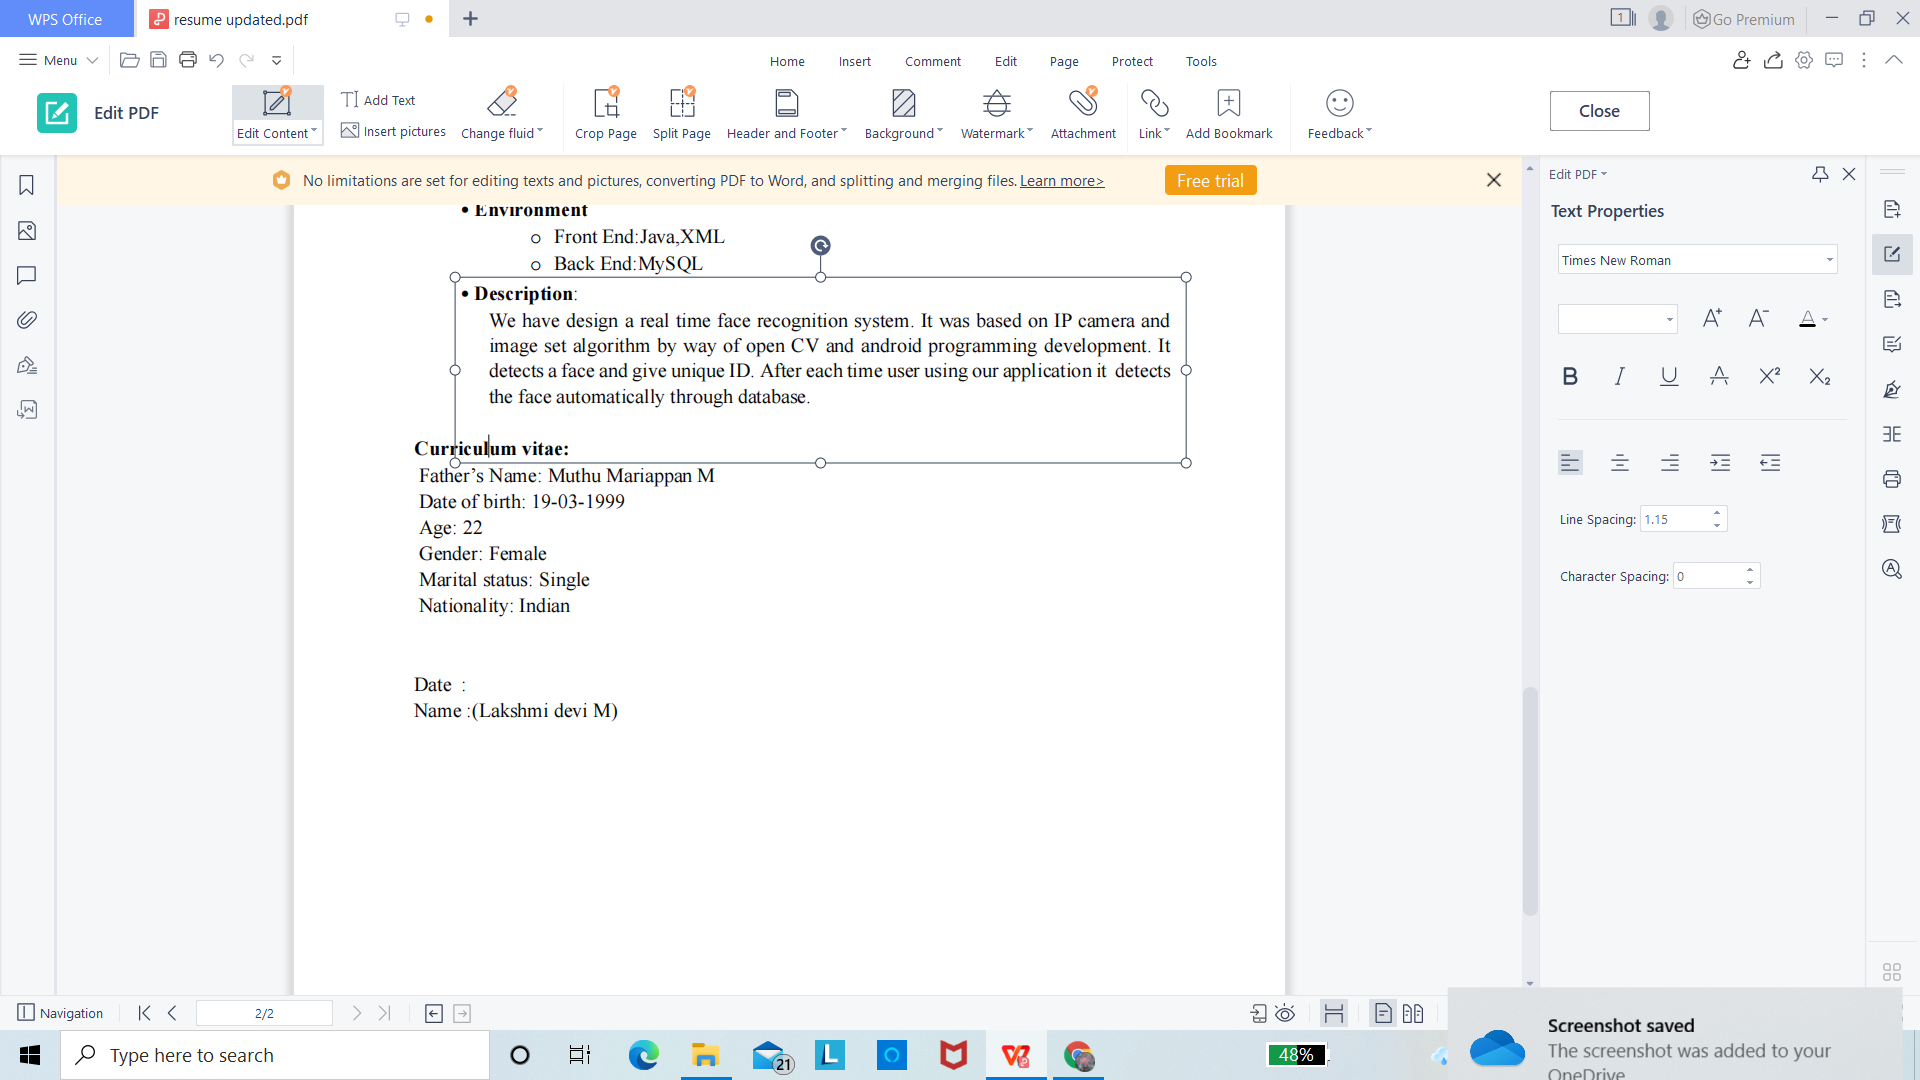 WPS Office
resume updated.pdf
1
Go Premium
Menu
Home Insert Comment Edit Page Protect Tools
Edit PDF
Edit Content
Add Text
Insert pictures
Change fluid
Crop Page
Split Page
Header and Footer
Background
Watermark
Attachment
Link
Add Bookmark
Feedback
Close
No limitations are set for editing texts and pictures, converting PDF to Word, and splitting and merging files. Learn more>
Free trial
• Environment
o Front End:Java,XML
o Back End:MySQL
• Description:
We have design a real time face recognition system. It was based on IP camera and
image set algorithm by way of open CV and android programming development. It
detects a face and give unique ID. After each time user using our application it detects
the face automatically through database.
Curriculum vitae:
Father’s Name: Muthu Mariappan M
Date of birth: 19-03-1999
Age: 22
Gender: Female
Marital status: Single
Nationality: Indian
Date :
Name :(Lakshmi devi M)
Edit PDF
Text Properties
Times New Roman
A+ A- A
B I U A X² X₂
Line Spacing: 1.15
Character Spacing: 0
Navigation
2/2
Type here to search
21
L
48%
Screenshot saved
The screenshot was added to your
OneDrive